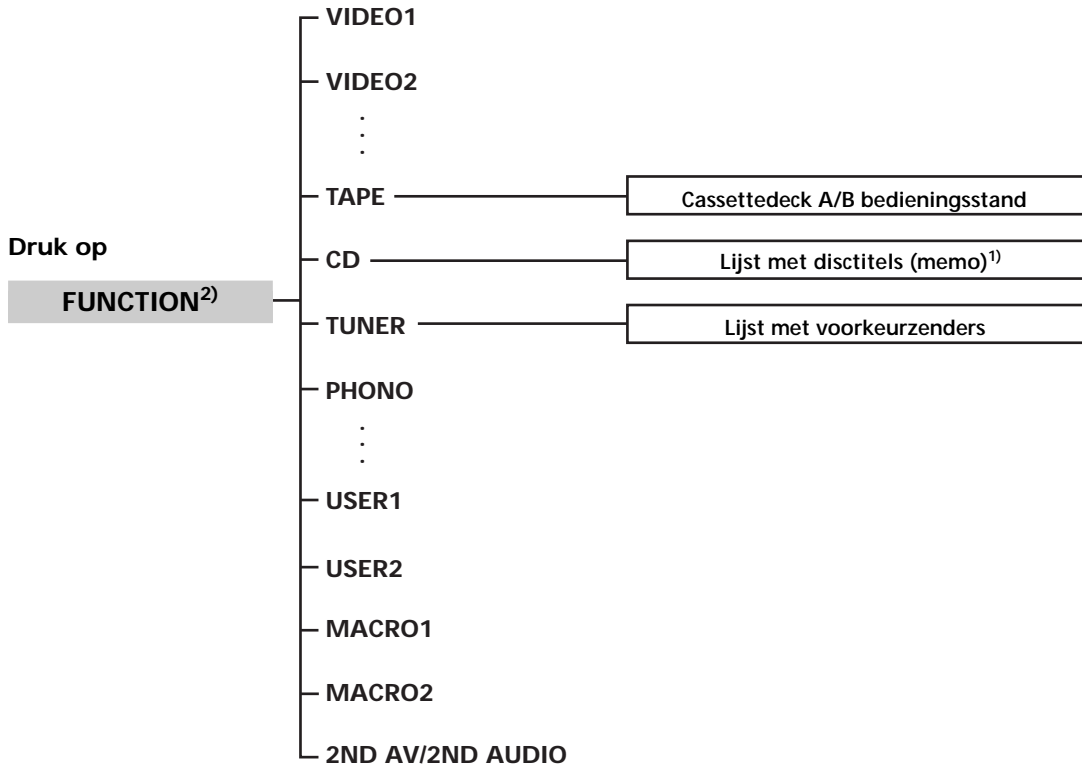 VIDEO1
VIDEO2
TAPE
Cassettedeck A/B bedieningsstand
Druk op
CD
Lijst met disctitels (memo)1)
FUNCTION2)
TUNER
Lijst met voorkeurzenders
PHONO
USER1
USER2
MACRO1
MACRO2
2ND AV/2ND AUDIO